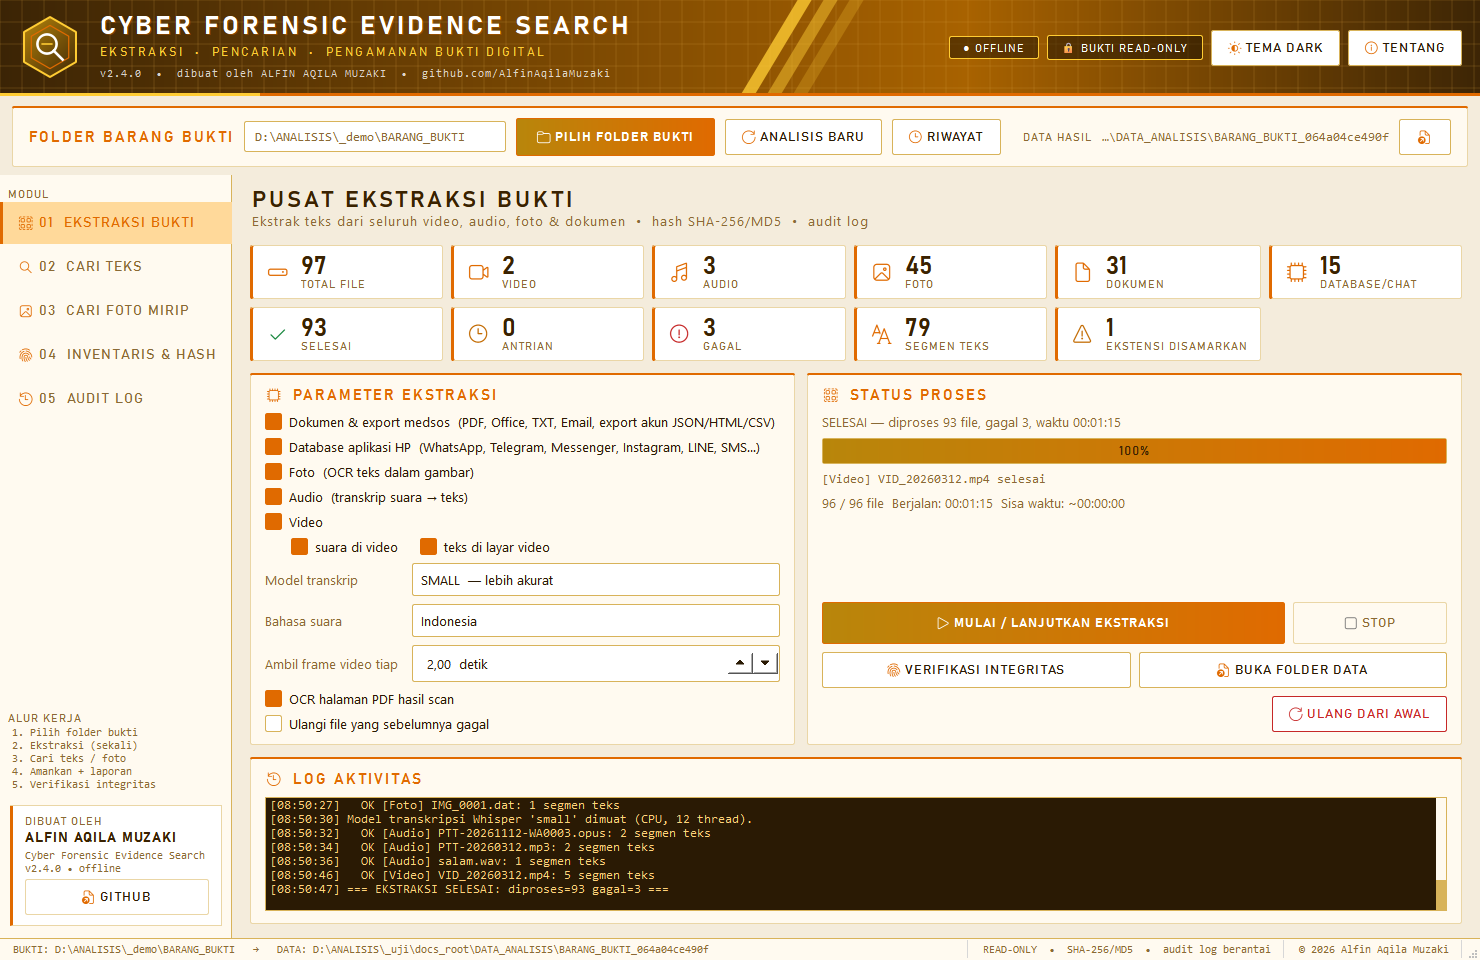 CYBER FORENSIC EVIDENCE SEARCH
EKSTRAKSI · PENCARIAN · PENGAMANAN BUKTI DIGITAL
v2.4.0 • dibuat oleh ALFIN AQILA MUZAKI • github.com/AlfinAqilaMuzaki
● OFFLINE
BUKTI READ-ONLY
TEMA DARK
TENTANG
FOLDER BARANG BUKTI
D:\ANALISIS\_demo\BARANG_BUKTI
PILIH FOLDER BUKTI
ANALISIS BARU
RIWAYAT
DATA HASIL …\DATA_ANALISIS\BARANG_BUKTI_064a04ce490f
MODUL
01 EKSTRAKSI BUKTI
02 CARI TEKS
03 CARI FOTO MIRIP
04 INVENTARIS & HASH
05 AUDIT LOG
ALUR KERJA
1. Pilih folder bukti
2. Ekstraksi (sekali)
3. Cari teks / foto
4. Amankan + laporan
5. Verifikasi integritas
DIBUAT OLEH
ALFIN AQILA MUZAKI
Cyber Forensic Evidence Search
v2.4.0 • offline
GITHUB
PUSAT EKSTRAKSI BUKTI
Ekstrak teks dari seluruh video, audio, foto & dokumen • hash SHA-256/MD5 • audit log
97
TOTAL FILE
2
VIDEO
3
AUDIO
45
FOTO
31
DOKUMEN
15
DATABASE/CHAT
93
SELESAI
0
ANTRIAN
3
GAGAL
79
SEGMEN TEKS
1
EKSTENSI DISAMARKAN
PARAMETER EKSTRAKSI
Dokumen & export medsos (PDF, Office, TXT, Email, export akun JSON/HTML/CSV)
Database aplikasi HP (WhatsApp, Telegram, Messenger, Instagram, LINE, SMS...)
Foto (OCR teks dalam gambar)
Audio (transkrip suara → teks)
Video
suara di video
teks di layar video
Model transkrip
SMALL — lebih akurat
Bahasa suara
Indonesia
Ambil frame video tiap
2,00 detik
OCR halaman PDF hasil scan
Ulangi file yang sebelumnya gagal
STATUS PROSES
SELESAI — diproses 93 file, gagal 3, waktu 00:01:15
100%
[Video] VID_20260312.mp4 selesai
96 / 96 file Berjalan: 00:01:15 Sisa waktu: ~00:00:00
MULAI / LANJUTKAN EKSTRAKSI
STOP
VERIFIKASI INTEGRITAS
BUKA FOLDER DATA
ULANG DARI AWAL
LOG AKTIVITAS
[08:50:27] OK [Foto] IMG_0001.dat: 1 segmen teks
[08:50:30] Model transkripsi Whisper 'small' dimuat (CPU, 12 thread).
[08:50:32] OK [Audio] PTT-20261112-WA0003.opus: 2 segmen teks
[08:50:34] OK [Audio] PTT-20260312.mp3: 2 segmen teks
[08:50:36] OK [Audio] salam.wav: 1 segmen teks
[08:50:46] OK [Video] VID_20260312.mp4: 5 segmen teks
[08:50:47] === EKSTRAKSI SELESAI: diproses=93 gagal=3 ===
BUKTI: D:\ANALISIS\_demo\BARANG_BUKTI → DATA: D:\ANALISIS\_uji\docs_root\DATA_ANALISIS\BARANG_BUKTI_064a04ce490f
READ-ONLY • SHA-256/MD5 • audit log berantai
© 2026 Alfin Aqila Muzaki